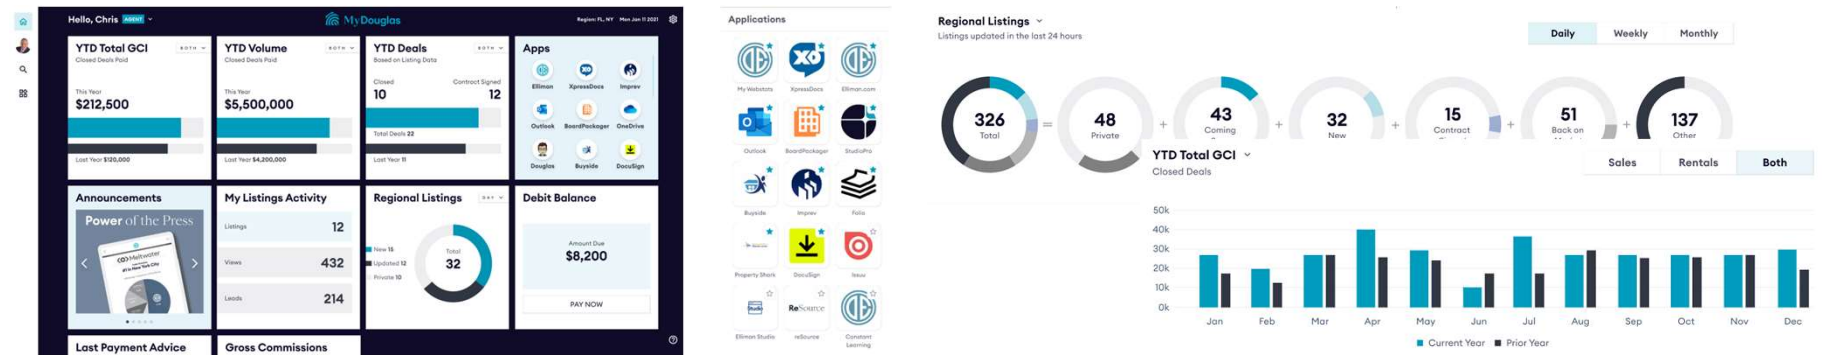 Hello, Chris AGENT
MyDouglas
Region: FL, NY Mon Jan 11 2021
YTD Total GCI
BOTH
Closed Deals Paid
This Year
$212,500
Last Year $120,000
YTD Volume
BOTH
Closed Deals Paid
This Year
$5,500,000
Last Year $4,200,000
YTD Deals
BOTH
Based on Listing Data
Closed
Contract Signed
10
12
Total Deals 22
Last Year 11
Apps
Elliman
XpressDocs
Imprev
Outlook
BoardPackager
OneDrive
Douglas
Buyside
DocuSign
Announcements
Power of the Press
Meltwater
#1 in New York City
My Listings Activity
Listings
12
Views
432
Leads
214
Regional Listings
DAY
New 15
Updated 12
Private 10
Total
32
Debit Balance
Amount Due
$8,200
PAY NOW
Last Payment Advice
Gross Commissions
Applications
My Webstats
XpressDocs
Elliman.com
Outlook
BoardPackager
StudioPro
Buyside
Imprev
Folio
Property Shark
DocuSign
Issuu
Studio
ReSource
Elliman Studio
reSource
Constant
Learning
Regional Listings
Listings updated in the last 24 hours
Daily
Weekly
Monthly
326
Total
=
48
Private
+
43
Coming
+
32
New
+
15
Contract
+
51
Back on
+
137
Other
YTD Total GCI
Closed Deals
Sales
Rentals
Both
50k
40k
30k
20k
10k
0k
Jan Feb Mar Apr May Jun Jul Aug Sep Oct Nov Dec
Current Year Prior Year